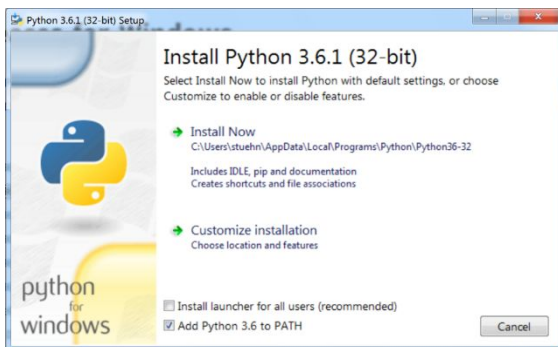 Python 3.6.1 (32-bit) Setup
Install Python 3.6.1 (32-bit)
Select Install Now to install Python with default settings, or choose
Customize to enable or disable features.
Install Now
C:\Users\stuehn\AppData\Local\Programs\Python\Python36-32
Includes IDLE, pip and documentation
Creates shortcuts and file associations
Customize installation
Choose location and features
python
for
windows
Install launcher for all users (recommended)
Add Python 3.6 to PATH
Cancel